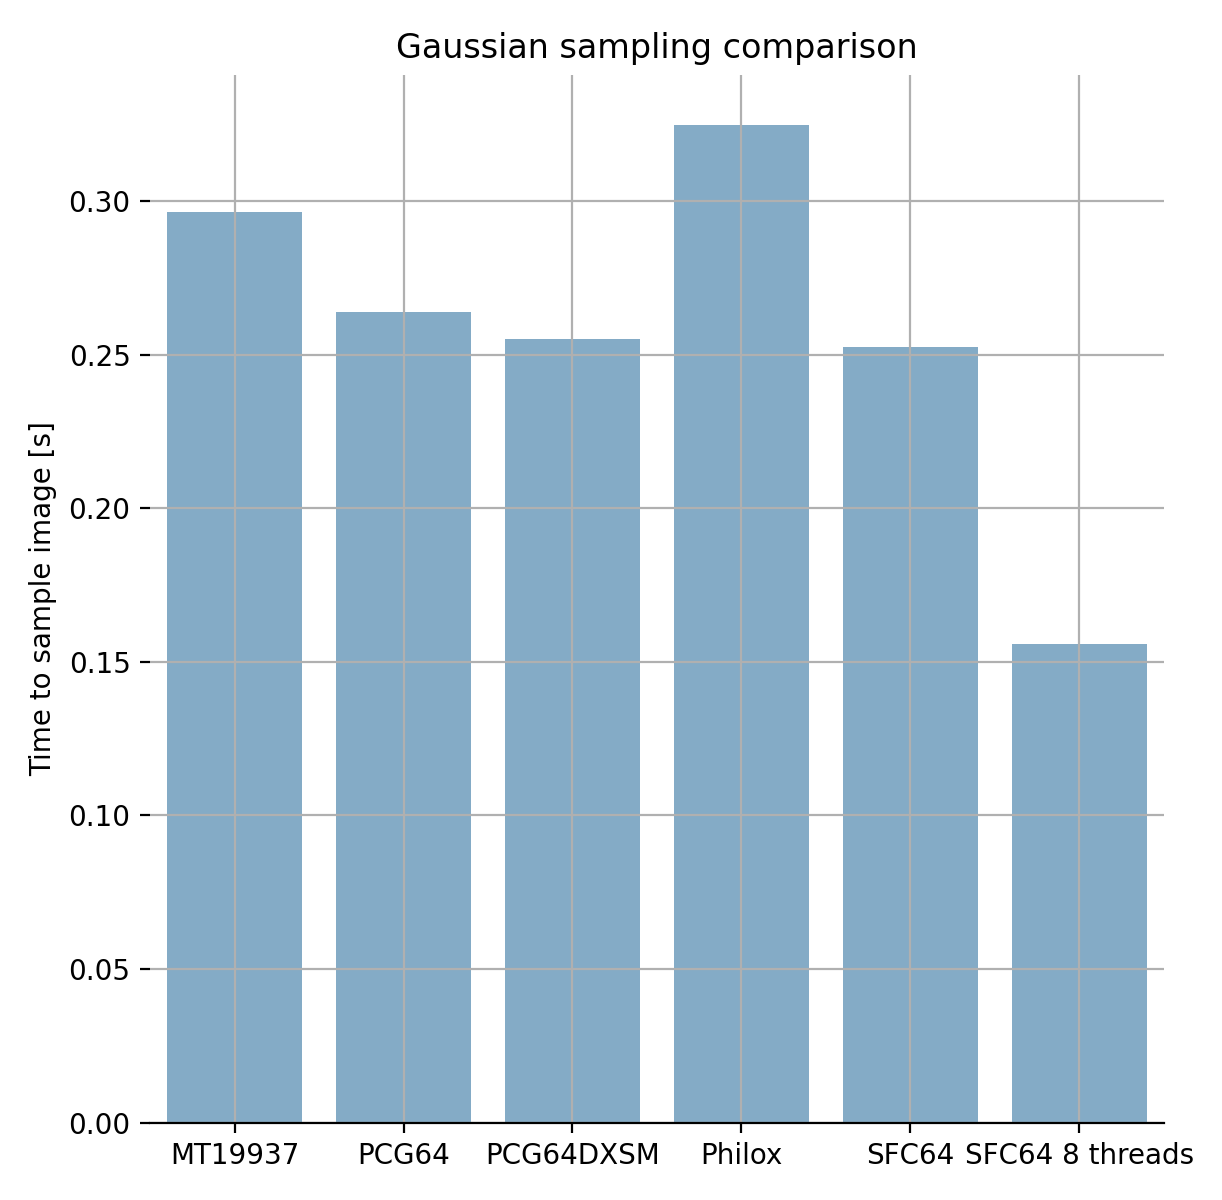 Gaussian sampling comparison
Time to sample image [s]
0.30
0.25
0.20
0.15
0.10
0.05
0.00
MT19937 PCG64 PCG64DXSM Philox SFC64 SFC64 8 threads